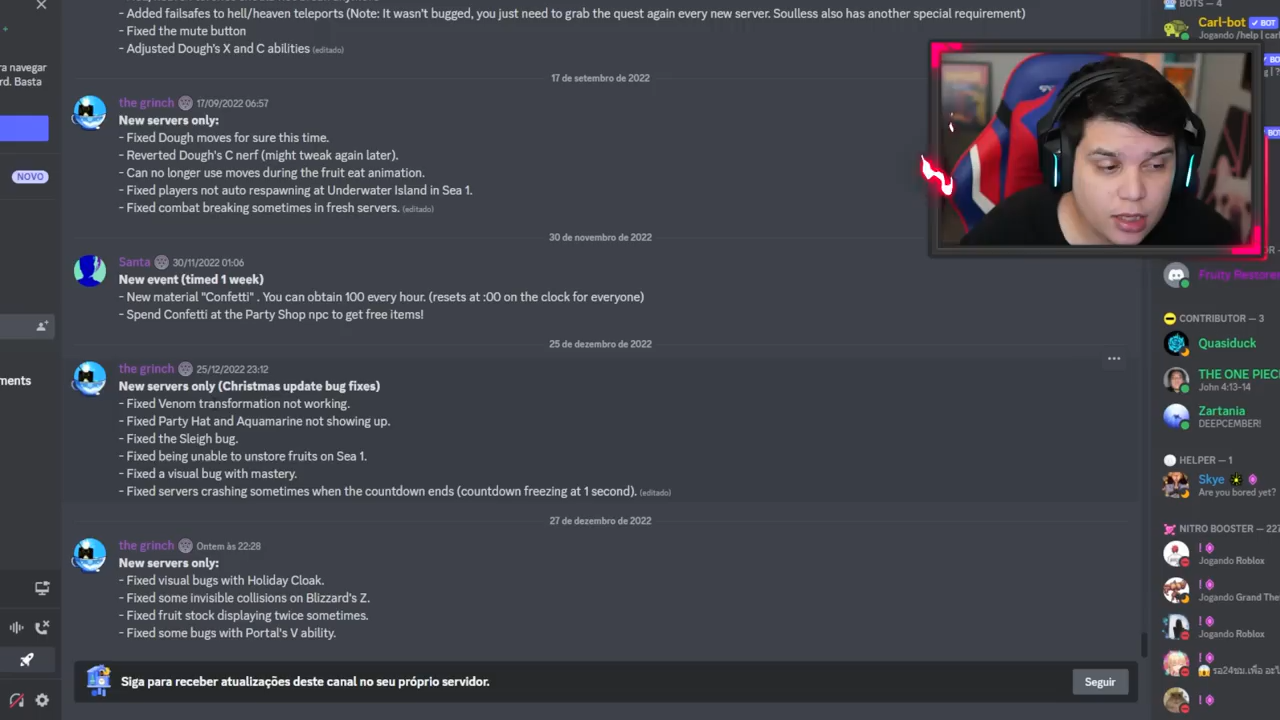 - Added failsafes to hell/heaven teleports (Note: It wasn't bugged, you just need to grab the quest again every new server. Soulless also has another special requirement)
- Fixed the mute button
- Adjusted Dough's X and C abilities (editado)
17 de setembro de 2022
the grinch 17/09/2022 06:57
New servers only:
- Fixed Dough moves for sure this time.
- Reverted Dough's C nerf (might tweak again later).
- Can no longer use moves during the fruit eat animation.
- Fixed players not auto respawning at Underwater Island in Sea 1.
- Fixed combat breaking sometimes in fresh servers. (editado)
30 de novembro de 2022
Santa 30/11/2022 01:06
New event (timed 1 week)
- New material "Confetti" . You can obtain 100 every hour. (resets at :00 on the clock for everyone)
- Spend Confetti at the Party Shop npc to get free items!
25 de dezembro de 2022
the grinch 25/12/2022 23:12
New servers only (Christmas update bug fixes)
- Fixed Venom transformation not working.
- Fixed Party Hat and Aquamarine not showing up.
- Fixed the Sleigh bug.
- Fixed being unable to unstore fruits on Sea 1.
- Fixed a visual bug with mastery.
- Fixed servers crashing sometimes when the countdown ends (countdown freezing at 1 second). (editado)
27 de dezembro de 2022
the grinch Ontem às 22:28
New servers only:
- Fixed visual bugs with Holiday Cloak.
- Fixed some invisible collisions on Blizzard's Z.
- Fixed fruit stock displaying twice sometimes.
- Fixed some bugs with Portal's V ability.
Siga para receber atualizações deste canal no seu próprio servidor.
Seguir
ra navegar
rd. Basta
NOVO
ments
BOTS — 4
Carl-bot ✓ BOT
Jogando /help | carl
Fruity Restore
CONTRIBUTOR — 3
Quasiduck
THE ONE PIEC
John 4:13-14
Zartania
DEEPCEMBER!
HELPER — 1
Skye
Are you bored yet?
NITRO BOOSTER — 227
!
Jogando Roblox
!
Jogando Grand The
!
Jogando Roblox
!
!